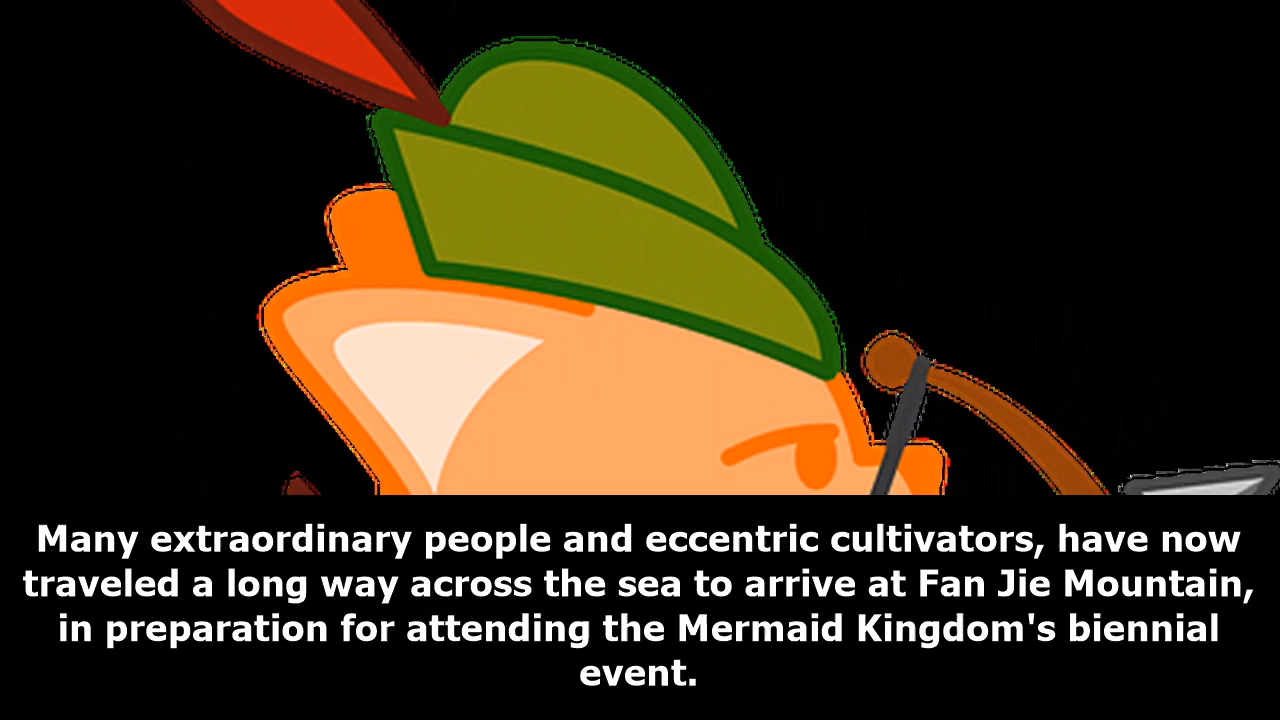 Many extraordinary people and eccentric cultivators, have now
traveled a long way across the sea to arrive at Fan Jie Mountain,
in preparation for attending the Mermaid Kingdom's biennial
event.